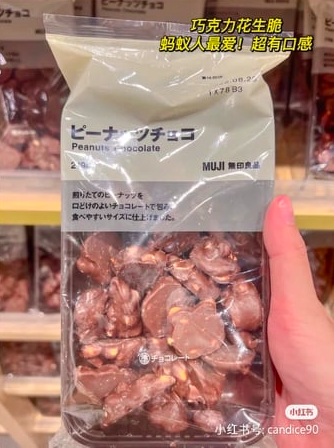 巧克力花生脆
蚂蚁人最爱！超有口感
1X78 B3
ピーナッツチョコ
Peanuts Chocolate
MUJI 無印良品
煎りたてのピーナッツを
口どけのよいチョコレートで包み、
食べやすいサイズに仕上げました。
チョコレート
小红书
小红书号: candice90